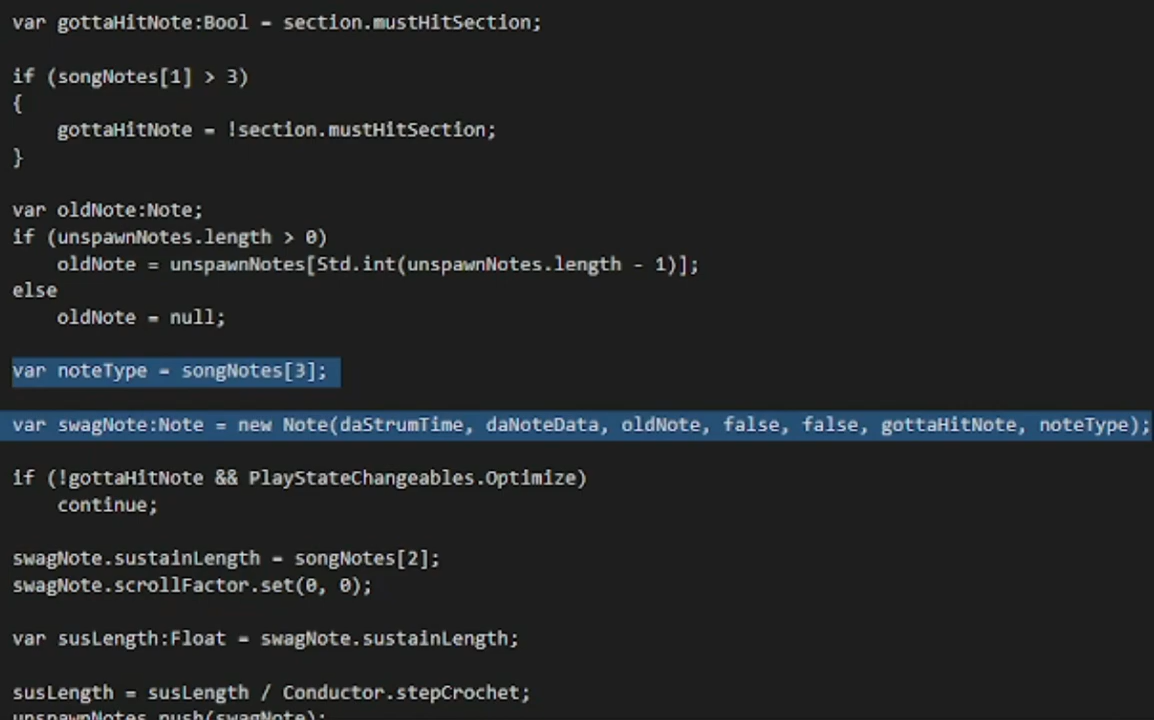 var gottaHitNote:Bool = section.mustHitSection;
if (songNotes[1] > 3)
{
gottaHitNote = !section.mustHitSection;
}
var oldNote:Note;
if (unspawnNotes.length > 0)
oldNote = unspawnNotes[Std.int(unspawnNotes.length - 1)];
else
oldNote = null;
var noteType = songNotes[3];
var swagNote:Note = new Note(daStrumTime, daNoteData, oldNote, false, false, gottaHitNote, noteType);
if (!gottaHitNote && PlayStateChangeables.Optimize)
continue;
swagNote.sustainLength = songNotes[2];
swagNote.scrollFactor.set(0, 0);
var susLength:Float = swagNote.sustainLength;
susLength = susLength / Conductor.stepCrochet;
unspawnNotes.push(swagNote);